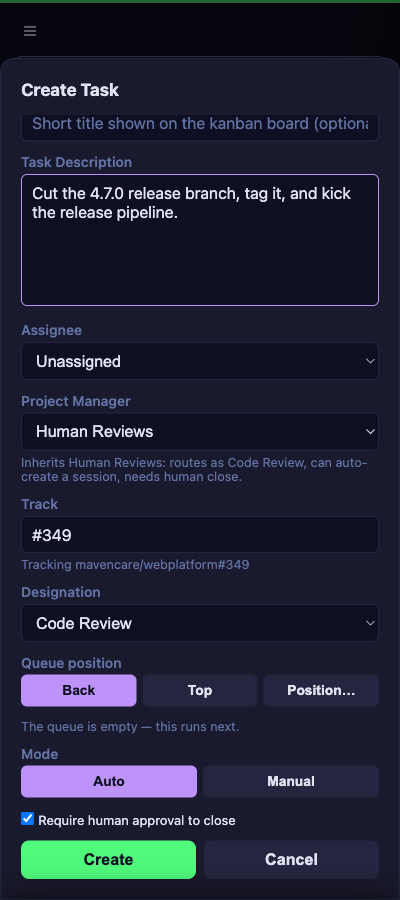 Create Task
Short title shown on the kanban board (optiona
Task Description
Cut the 4.7.0 release branch, tag it, and kick
the release pipeline.
Assignee
Unassigned
Project Manager
Human Reviews
Inherits Human Reviews: routes as Code Review, can auto-
create a session, needs human close.
Track
#349
Tracking mavencare/webplatform#349
Designation
Code Review
Queue position
Back Top Position...
The queue is empty — this runs next.
Mode
Auto Manual
Require human approval to close
Create Cancel